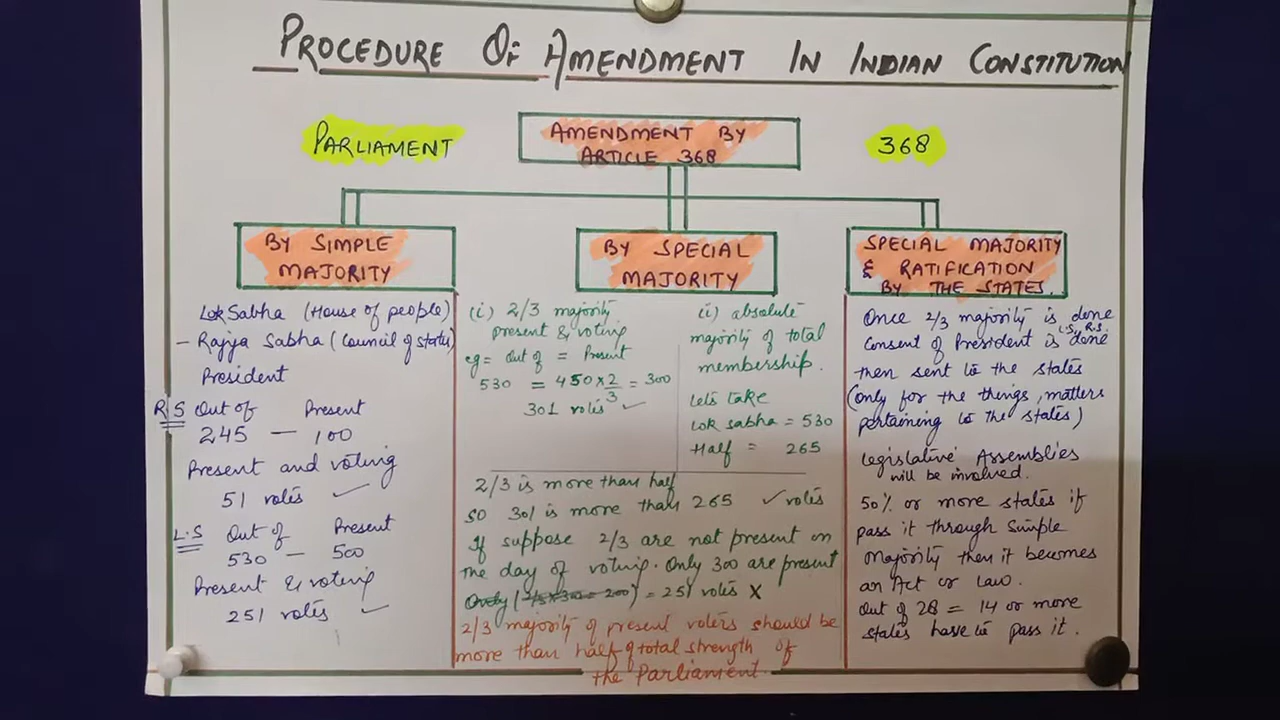 PROCEDURE OF AMENDMENT IN INDIAN CONSTITUTION
PARLIAMENT
AMENDMENT BY
ARTICLE 368
368
BY SIMPLE
MAJORITY
Lok Sabha (House of people)
- Rajya Sabha (Council of states)
President
R S Out of Present
245 — 100
Present and voting
51 votes ✓
L.S Out of Present
530 — 500
Present & voting
251 votes ✓
BY SPECIAL
MAJORITY
(i) 2/3 majority
present & voting
eg = Out of = Present
530 = 450 × 2/3 = 300
301 votes ✓
(ii) absolute
majority of total
membership.
Lets take
Lok sabha = 530
Half = 265
2/3 is more than half
SO 301 is more than 265 ✓ votes
If suppose 2/3 are not present on
the day of voting. Only 300 are present
Only (2/3 × 300 = 200) = 251 votes X
2/3 majority of present voters should be
more than half of total strength of
the Parliament.
SPECIAL MAJORITY
& RATIFICATION
BY THE STATES.
Once 2/3 majority is done
L.S, R.S.
Consent of President is done
then sent to the states
(only for the things, matters
pertaining to the states)
Legislative Assemblies
will be involved.
50% or more states if
pass it through Simple
Majority then it becomes
an Act or Law.
Out of 28 = 14 or more
states have to pass it.